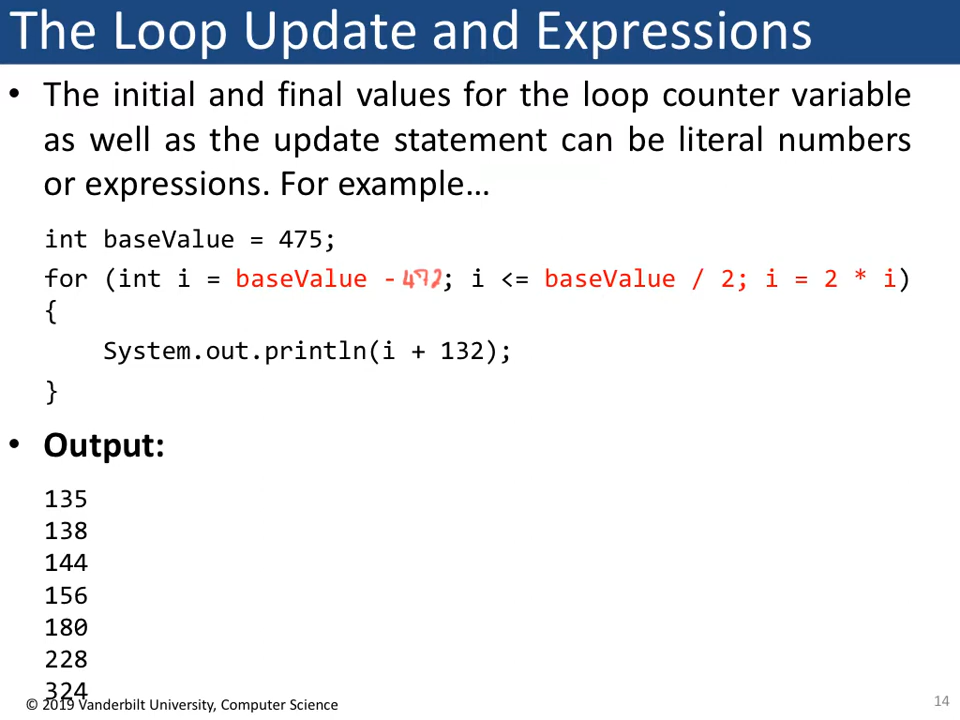 The Loop Update and Expressions
• The initial and final values for the loop counter variable
as well as the update statement can be literal numbers
or expressions. For example…
int baseValue = 475;
for (int i = baseValue - 472; i <= baseValue / 2; i = 2 * i)
{
System.out.println(i + 132);
}
• Output:
135
138
144
156
180
228
324
© 2019 Vanderbilt University, Computer Science
14